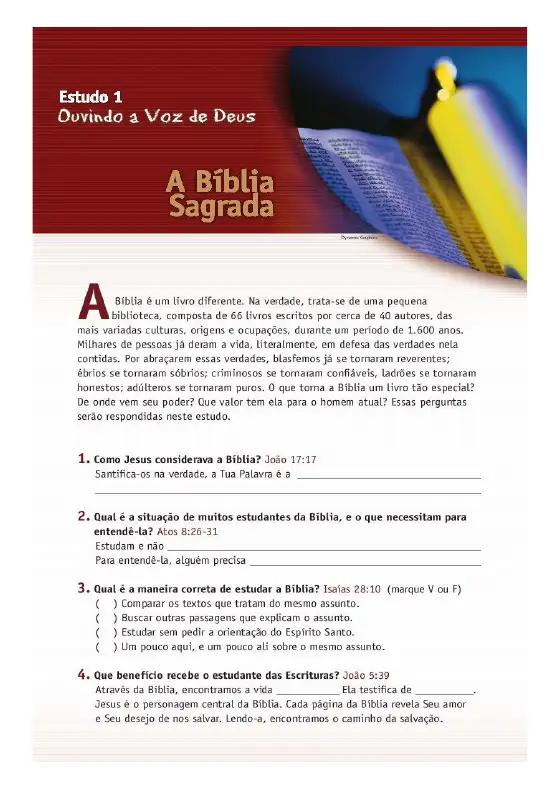 Estudo 1
Ouvindo a Voz de Deus
A Bíblia
Sagrada
A Bíblia é um livro diferente. Na verdade, trata-se de uma pequena
biblioteca, composta de 66 livros escritos por cerca de 40 autores, das
mais variadas culturas, origens e ocupações, durante um período de 1.600 anos.
Milhares de pessoas já deram a vida, literalmente, em defesa das verdades nela
contidas. Por abraçarem essas verdades, blasfemos já se tornaram reverentes;
ébrios se tornaram sóbrios; criminosos se tornaram confiáveis, ladrões se tornaram
honestos; adúlteros se tornaram puros. O que torna a Bíblia um livro tão especial?
De onde vem seu poder? Que valor tem ela para o homem atual? Essas perguntas
serão respondidas neste estudo.
1. Como Jesus considerava a Bíblia? João 17:17
Santifica-os na verdade, a Tua Palavra é a
2. Qual é a situação de muitos estudantes da Bíblia, e o que necessitam para
entendê-la? Atos 8:26-31
Estudam e não
Para entendê-la, alguém precisa
3. Qual é a maneira correta de estudar a Bíblia? Isaías 28:10 (marque V ou F)
( ) Comparar os textos que tratam do mesmo assunto.
( ) Buscar outras passagens que explicam o assunto.
( ) Estudar sem pedir a orientação do Espírito Santo.
( ) Um pouco aqui, e um pouco ali sobre o mesmo assunto.
4. Que benefício recebe o estudante das Escrituras? João 5:39
Através da Bíblia, encontramos a vida ___________ Ela testifica de __________.
Jesus é o personagem central da Bíblia. Cada página da Bíblia revela Seu amor
e Seu desejo de nos salvar. Lendo-a, encontramos o caminho da salvação.